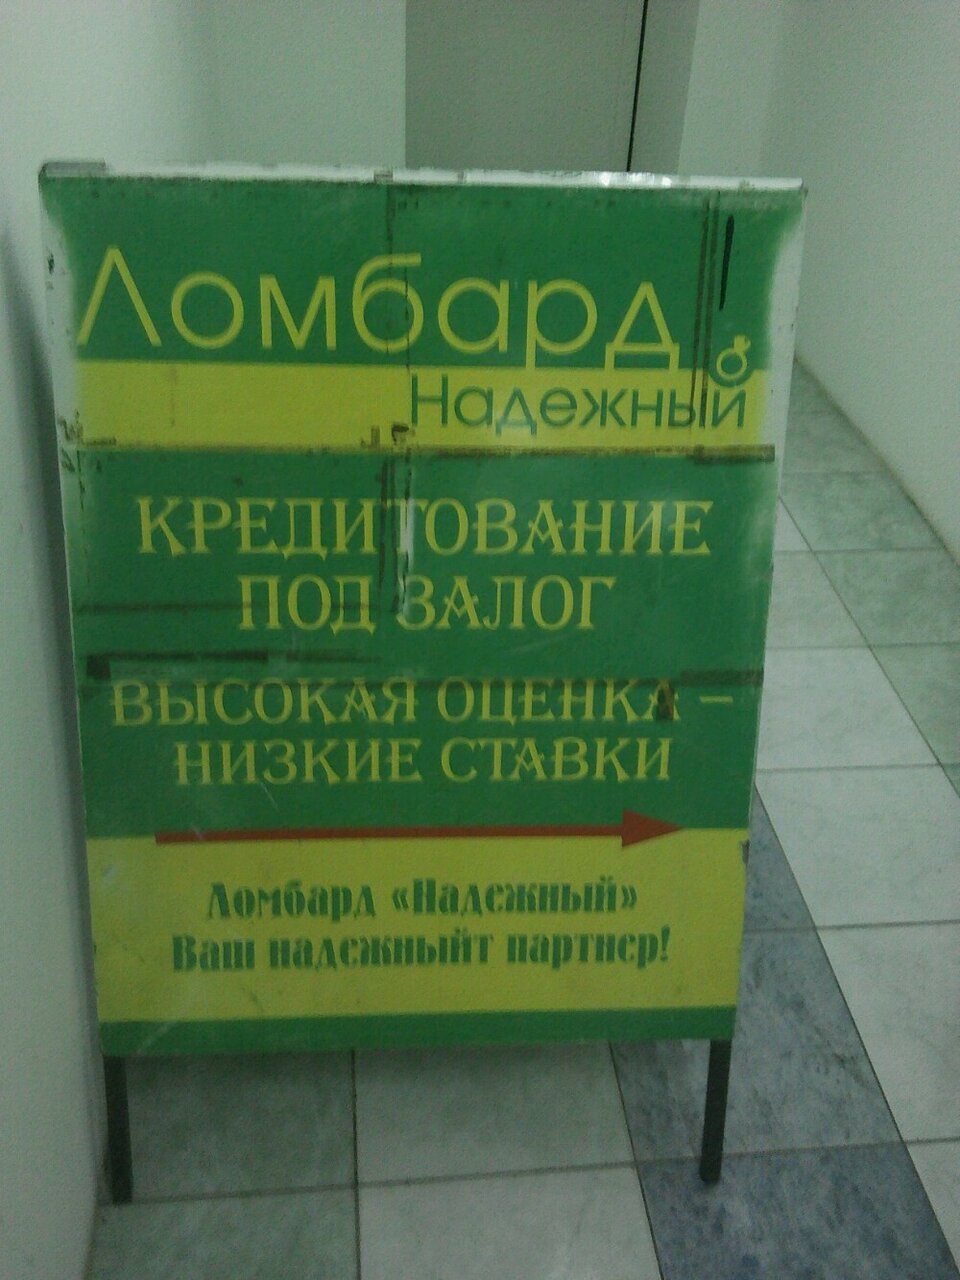 Ломбард
Надежный
КРЕДИТОВАНИЕ
ПОД ЗАЛОГ
ВЫСОКАЯ ОЦЕНКА –
НИЗКИЕ СТАВКИ
Ломбард «Надежный»
Ваш надежныйт партнер!